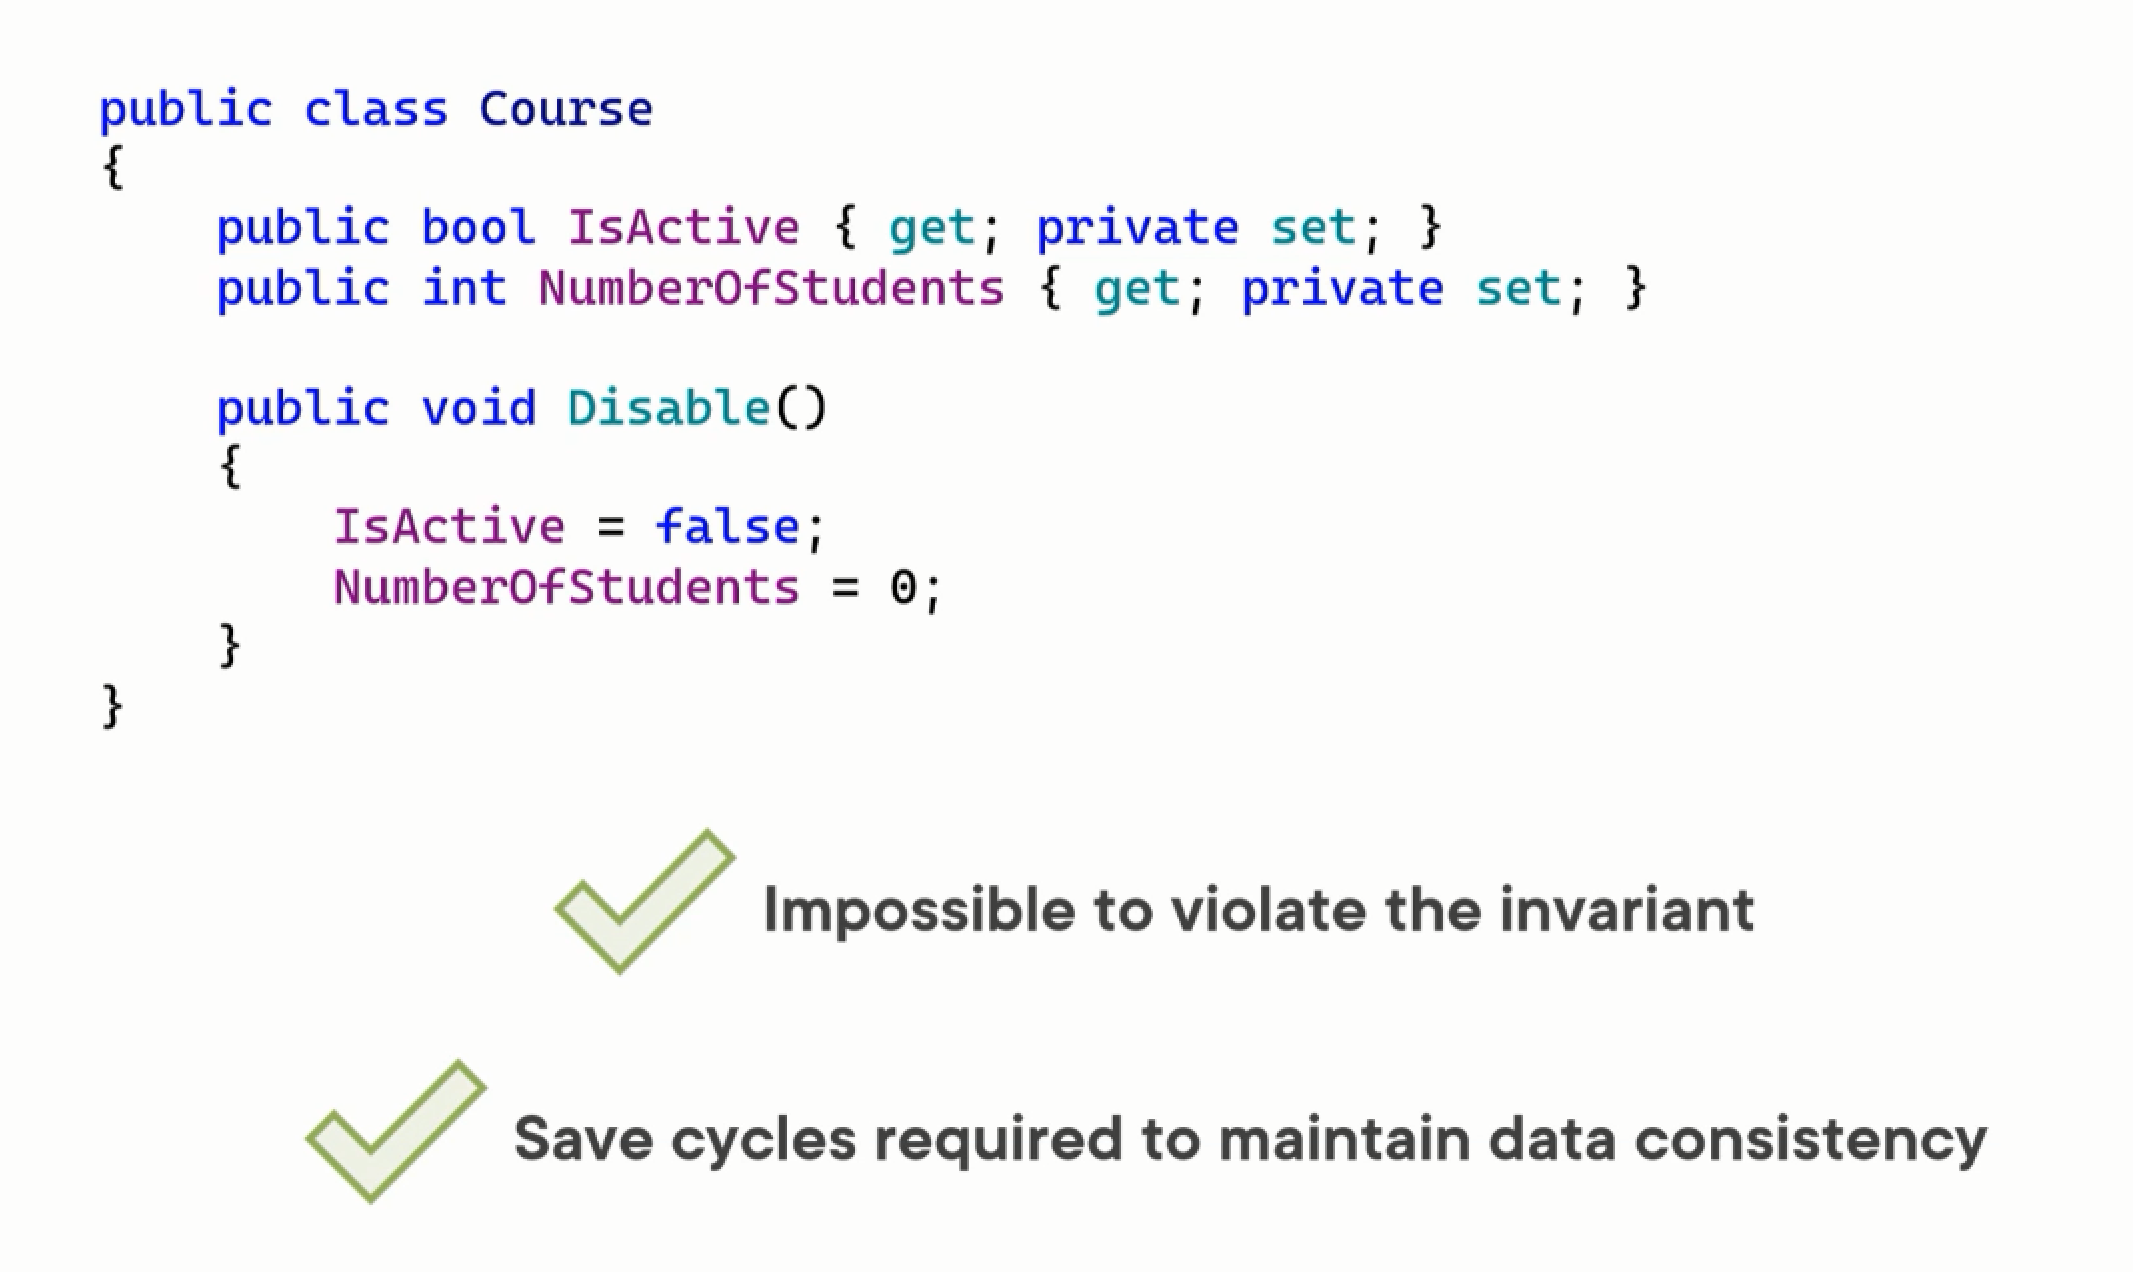 public class Course
{
    public bool IsActive { get; private set; }
    public int NumberOfStudents { get; private set; }

    public void Disable()
    {
        IsActive = false;
        NumberOfStudents = 0;
    }
}
Impossible to violate the invariant
Save cycles required to maintain data consistency